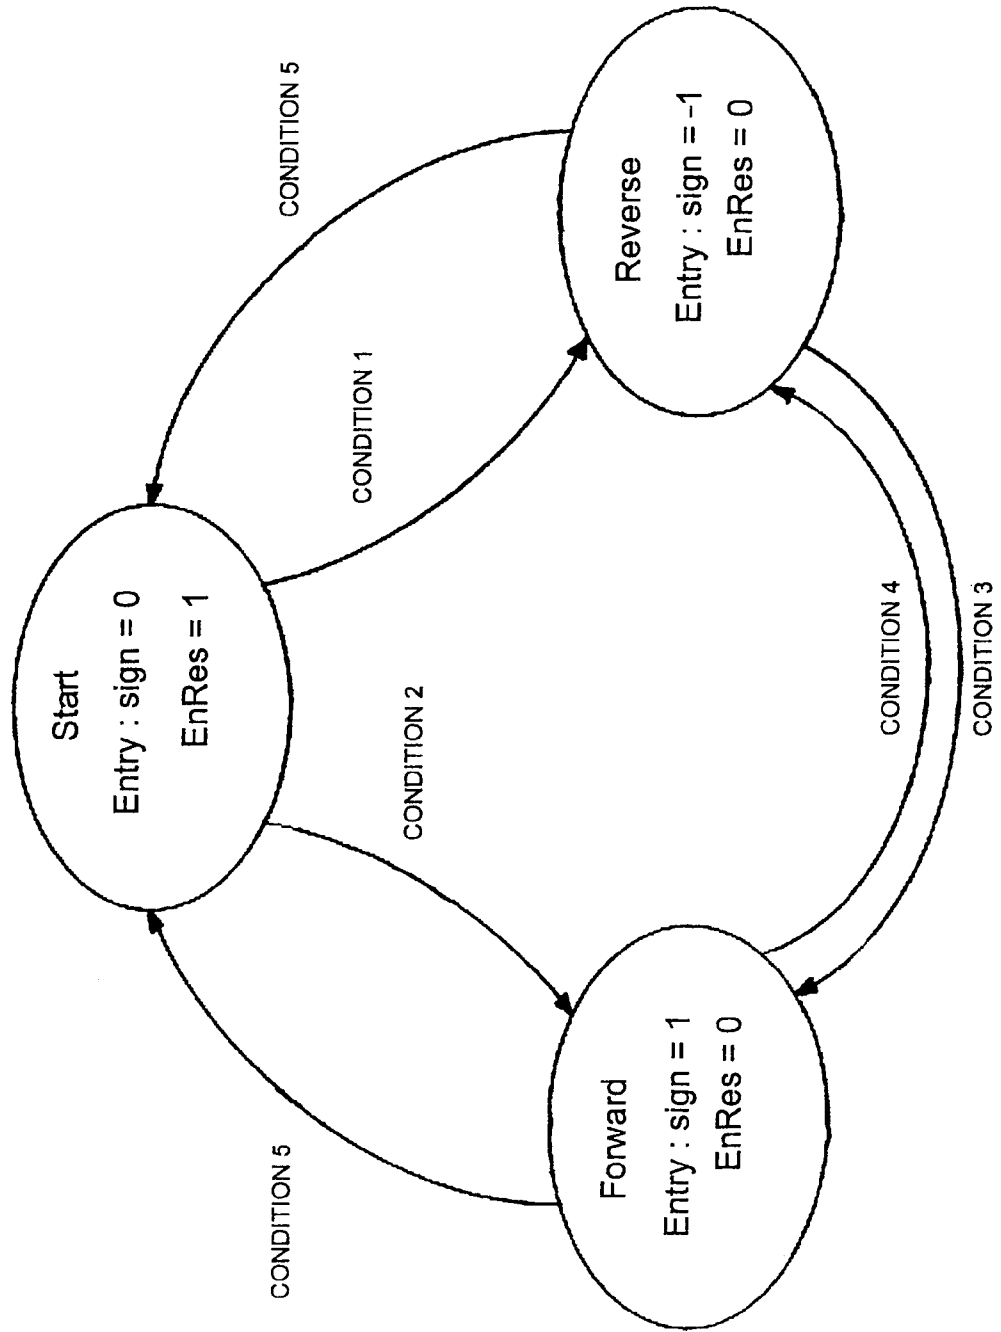 Start
Entry : sign = 0
EnRes = 1
CONDITION 5
CONDITION 5
CONDITION 2
CONDITION 1
Forward
Entry : sign = 1
EnRes = 0
Reverse
Entry : sign = -1
EnRes = 0
CONDITION 4
CONDITION 3